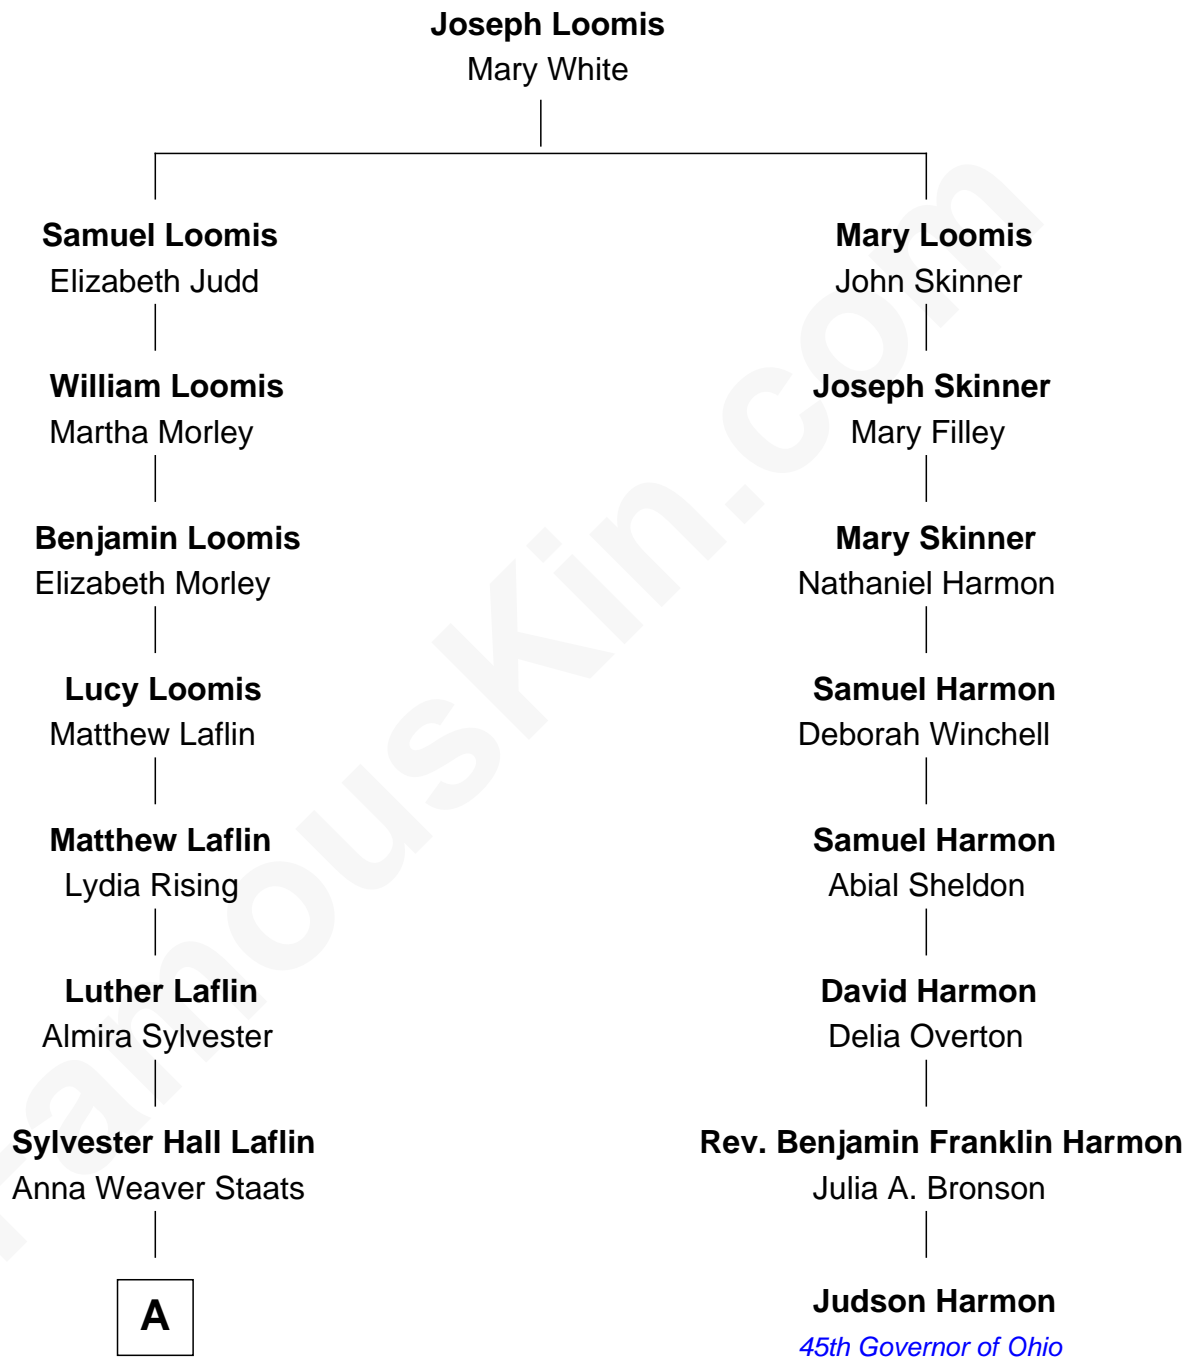 Joseph Loomis
Mary White
Samuel Loomis
Elizabeth Judd
William Loomis
Martha Morley
Benjamin Loomis
Elizabeth Morley
Lucy Loomis
Matthew Laflin
Matthew Laflin
Lydia Rising
Luther Laflin
Almira Sylvester
Sylvester Hall Laflin
Anna Weaver Staats
A
Mary Loomis
John Skinner
Joseph Skinner
Mary Filley
Mary Skinner
Nathaniel Harmon
Samuel Harmon
Deborah Winchell
Samuel Harmon
Abial Sheldon
David Harmon
Delia Overton
Rev. Benjamin Franklin Harmon
Julia A. Bronson
Judson Harmon
45th Governor of Ohio
FamousKin.com